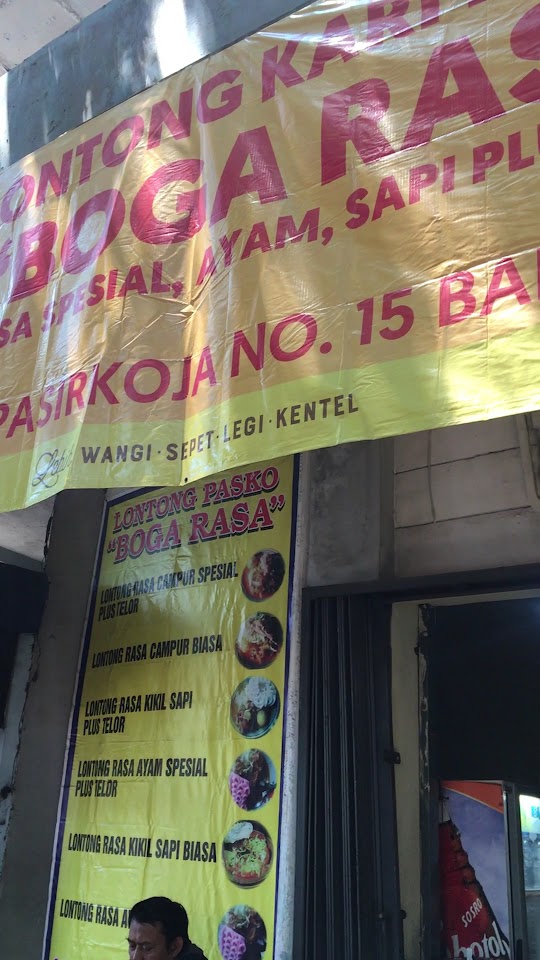 LONTONG KARI
"BOGA RAS
SA SPESIAL, AYAM, SAPI PLU
PASIRKOJA NO. 15 BAN
WANGI · SEPET · LEGI · KENTEL
LONTONG PASKO
"BOGA RASA"
LONTONG RASA CAMPUR SPESIAL
PLUS TELOR
LONTONG RASA CAMPUR BIASA
LONTONG RASA KIKIL SAPI
PLUS TELOR
LONTONG RASA AYAM SPESIAL
PLUS TELOR
LONTONG RASA KIKIL SAPI BIASA
LONTONG RASA
SOSRO
botol